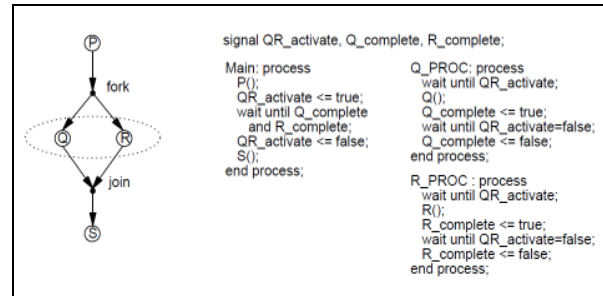 P
fork
Q
R
join
S
signal QR_activate, Q_complete, R_complete;
Main: process
P();
QR_activate <= true;
wait until Q_complete
and R_complete;
QR_activate <= false;
S();
end process;
Q_PROC: process
wait until QR_activate;
Q();
Q_complete <= true;
wait until QR_activate=false;
Q_complete <= false;
end process;
R_PROC : process
wait until QR_activate;
R();
R_complete <= true;
wait until QR_activate=false;
R_complete <= false;
end process;